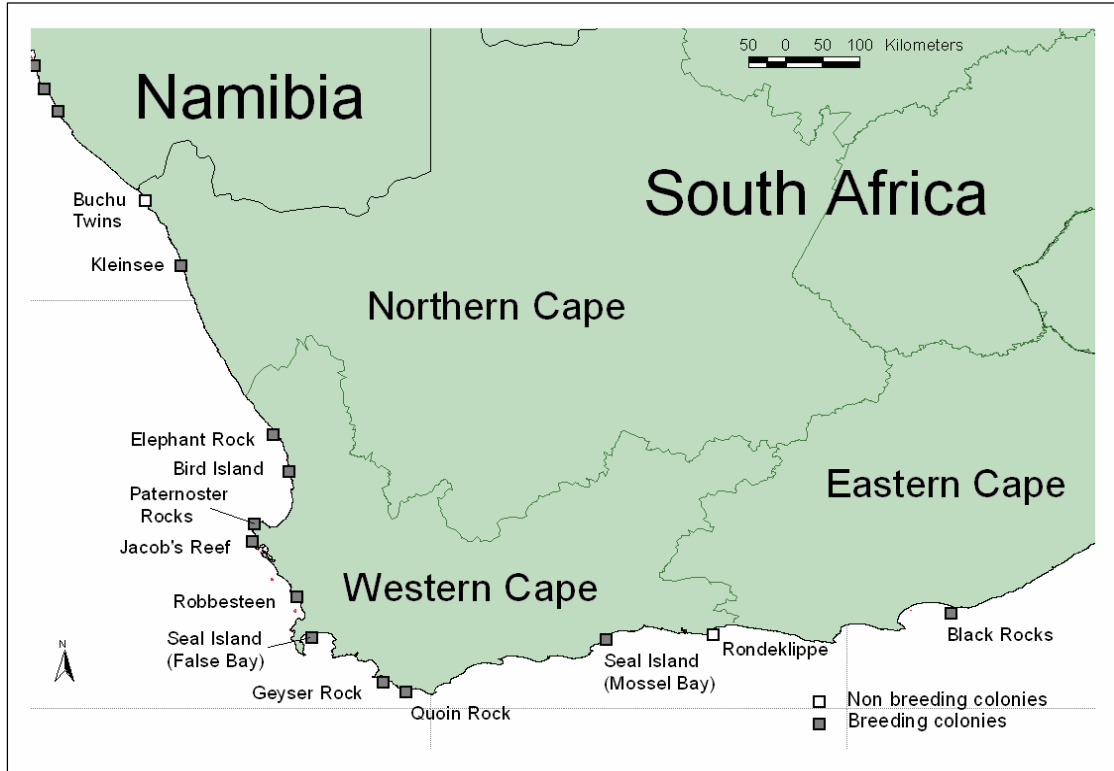 50 0 50 100 Kilometers
Namibia
South Africa
Buchu
Twins
Kleinsee
Northern Cape
Elephant Rock
Bird Island
Paternoster
Rocks
Jacob's Reef
Eastern Cape
Western Cape
Robbesteen
Seal Island
(False Bay)
Black Rocks
Rondeklippe
Seal Island
(Mossel Bay)
N
Geyser Rock
Quoin Rock
Non breeding colonies
Breeding colonies